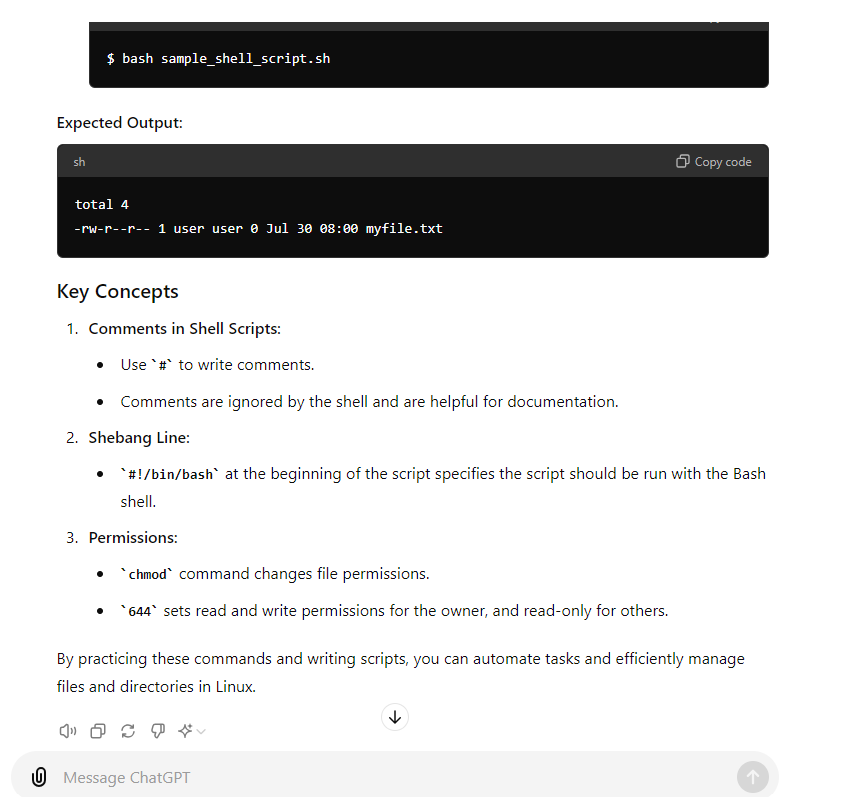 $ bash sample_shell_script.sh
Expected Output:
sh
Copy code
total 4
-rw-r--r-- 1 user user 0 Jul 30 08:00 myfile.txt
Key Concepts
1. Comments in Shell Scripts:
• Use `#` to write comments.
• Comments are ignored by the shell and are helpful for documentation.
2. Shebang Line:
• `#!/bin/bash` at the beginning of the script specifies the script should be run with the Bash
shell.
3. Permissions:
• `chmod` command changes file permissions.
• `644` sets read and write permissions for the owner, and read-only for others.
By practicing these commands and writing scripts, you can automate tasks and efficiently manage
files and directories in Linux.
Message ChatGPT